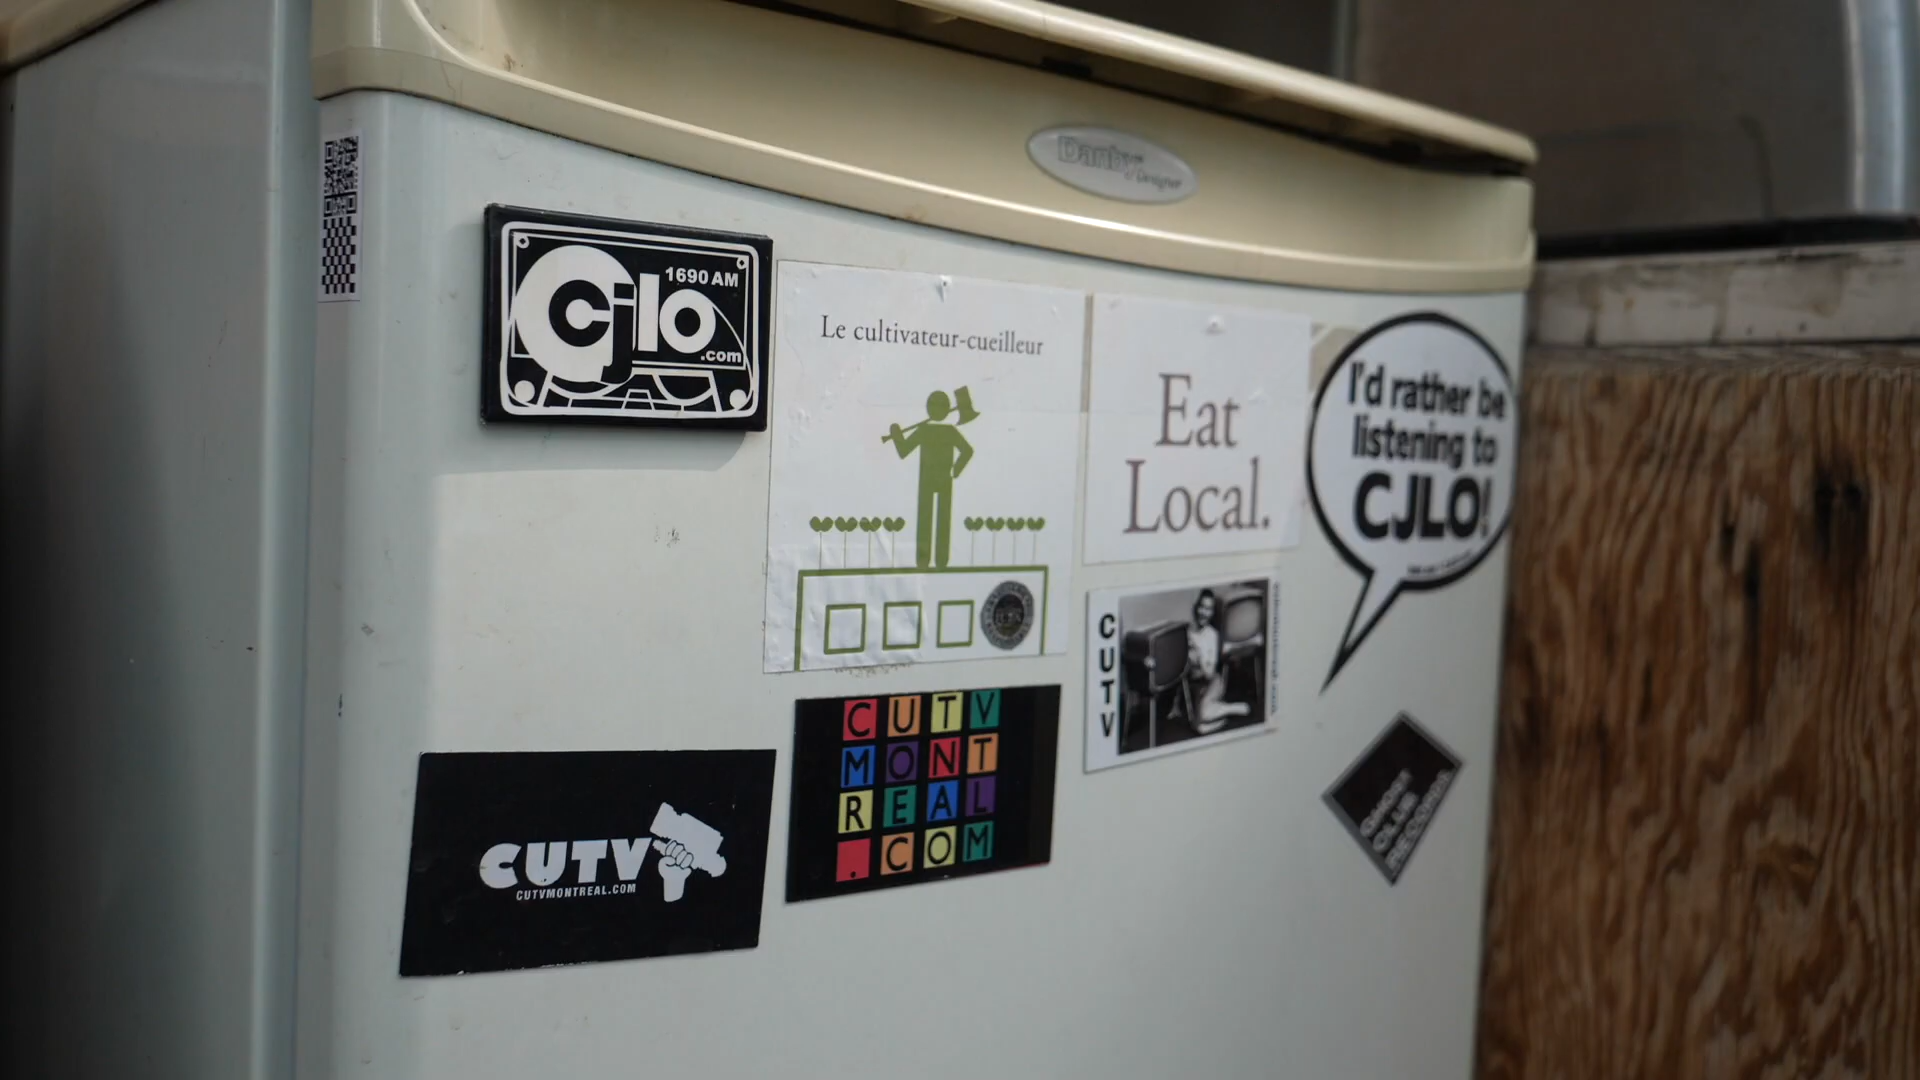 Danby
Designer
1690 AM
cjlo
.com
Le cultivateur-cueilleur
Eat
Local.
I'd rather be
listening to
CJLO!
CUTV
CUTV
MONT
REAL
.COM
CUTV
CUTVMONTREAL.COM